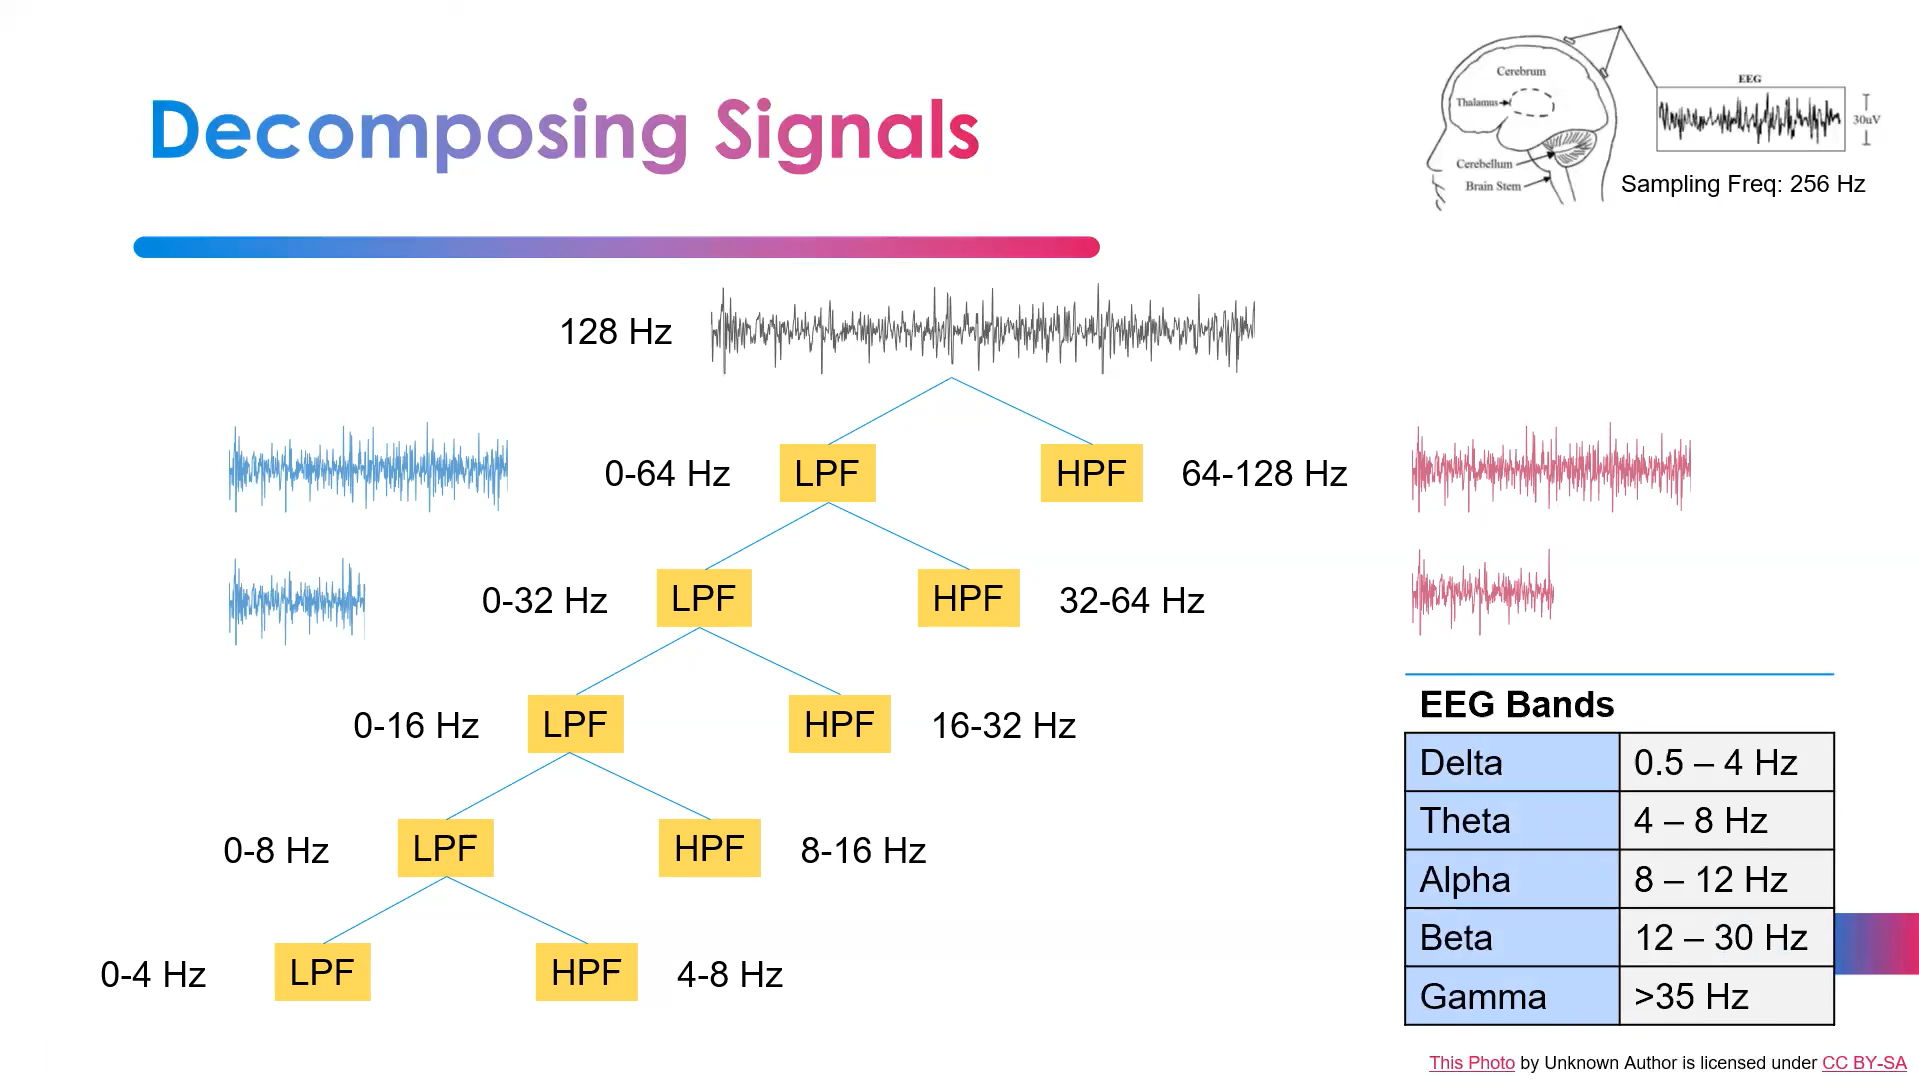 Decomposing Signals
Cerebrum
Thalamus
Cerebellum
Brain Stem
EEG
30uV
Sampling Freq: 256 Hz
128 Hz
0-64 Hz LPF HPF 64-128 Hz
0-32 Hz LPF HPF 32-64 Hz
0-16 Hz LPF HPF 16-32 Hz
0-8 Hz LPF HPF 8-16 Hz
0-4 Hz LPF HPF 4-8 Hz
EEG Bands
Delta 0.5 – 4 Hz
Theta 4 – 8 Hz
Alpha 8 – 12 Hz
Beta 12 – 30 Hz
Gamma >35 Hz
This Photo by Unknown Author is licensed under CC BY-SA